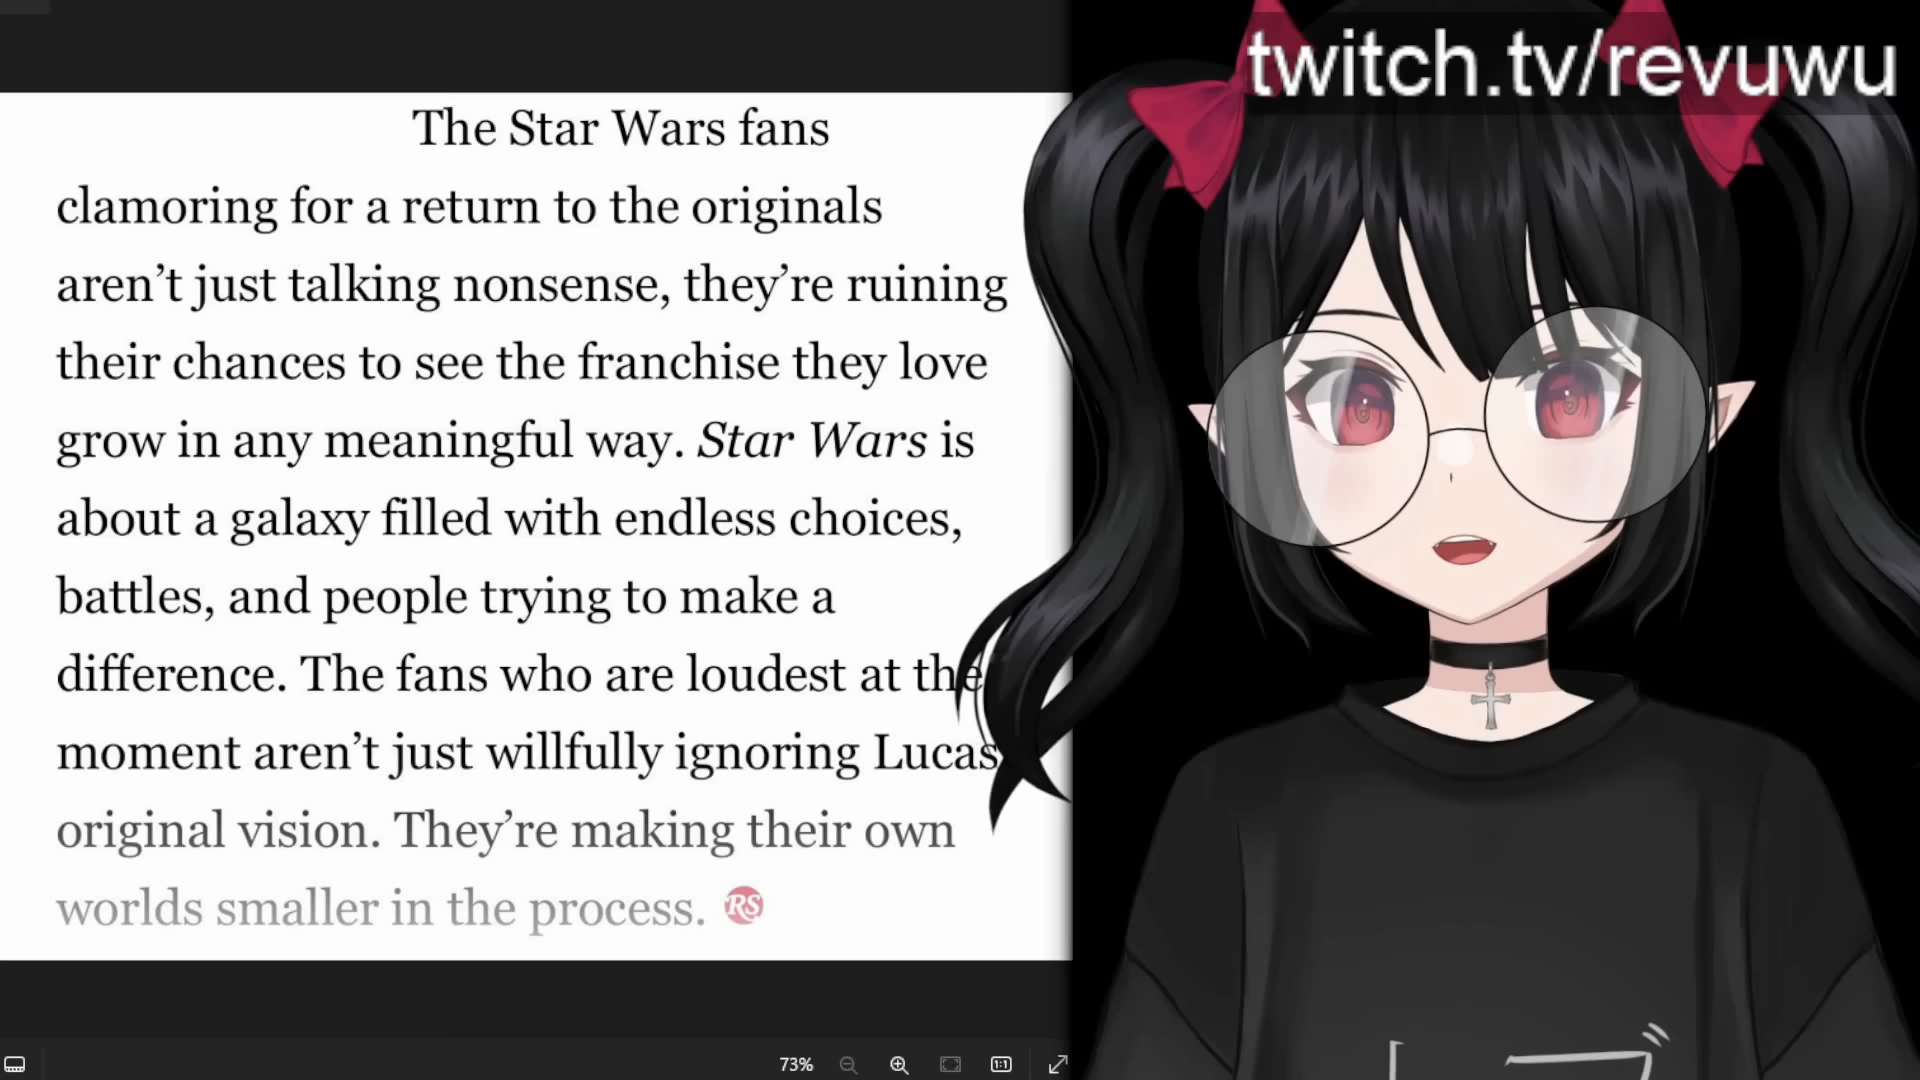 twitch.tv/revuwu
The Star Wars fans
clamoring for a return to the originals
aren’t just talking nonsense, they’re ruining
their chances to see the franchise they love
grow in any meaningful way. Star Wars is
about a galaxy filled with endless choices,
battles, and people trying to make a
difference. The fans who are loudest at the
moment aren’t just willfully ignoring Lucas
original vision. They’re making their own
worlds smaller in the process. RS
73%
1:1